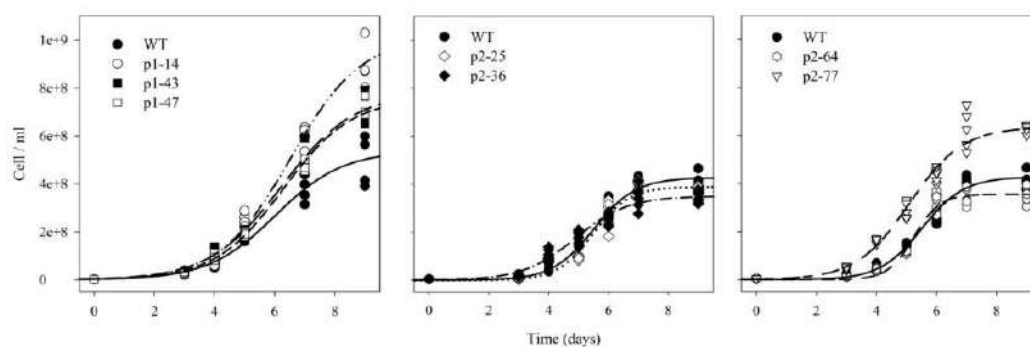 Cell / ml
1e+9
8e+8
6e+8
4e+8
2e+8
0
WT
p1-14
p1-43
p1-47
0 2 4 6 8
WT
p2-25
p2-36
0 2 4 6 8
WT
p2-64
p2-77
0 2 4 6 8
Time (days)